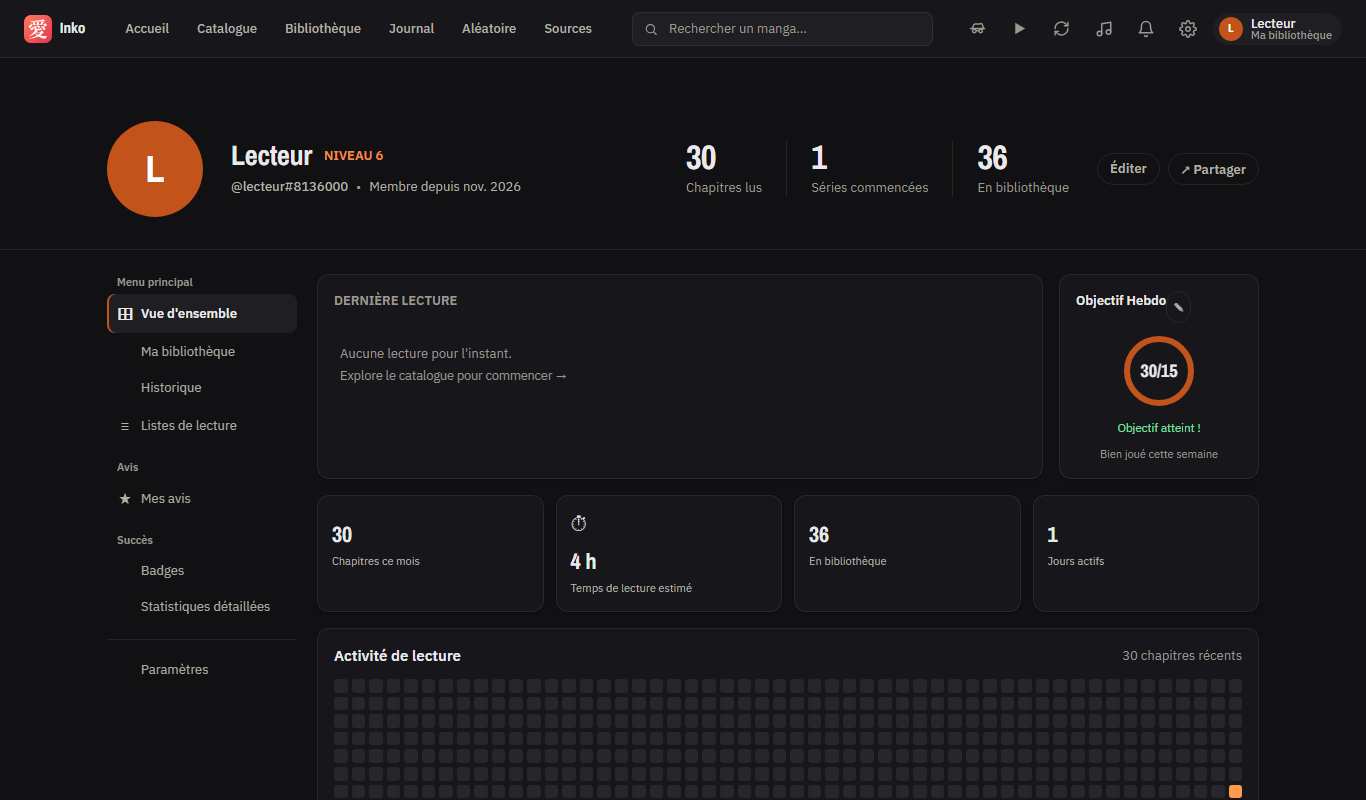 愛 Inko
Accueil Catalogue Bibliothèque Journal Aléatoire Sources
Rechercher un manga...
L Lecteur
Ma bibliothèque
L
Lecteur NIVEAU 6
@lecteur#8136000 • Membre depuis nov. 2026
30
Chapitres lus
1
Séries commencées
36
En bibliothèque
Éditer
↗ Partager
Menu principal
Vue d'ensemble
Ma bibliothèque
Historique
Listes de lecture
Avis
Mes avis
Succès
Badges
Statistiques détaillées
Paramètres
DERNIÈRE LECTURE
Aucune lecture pour l'instant.
Explore le catalogue pour commencer →
Objectif Hebdo
30/15
Objectif atteint !
Bien joué cette semaine
30
Chapitres ce mois
4 h
Temps de lecture estimé
36
En bibliothèque
1
Jours actifs
Activité de lecture
30 chapitres récents